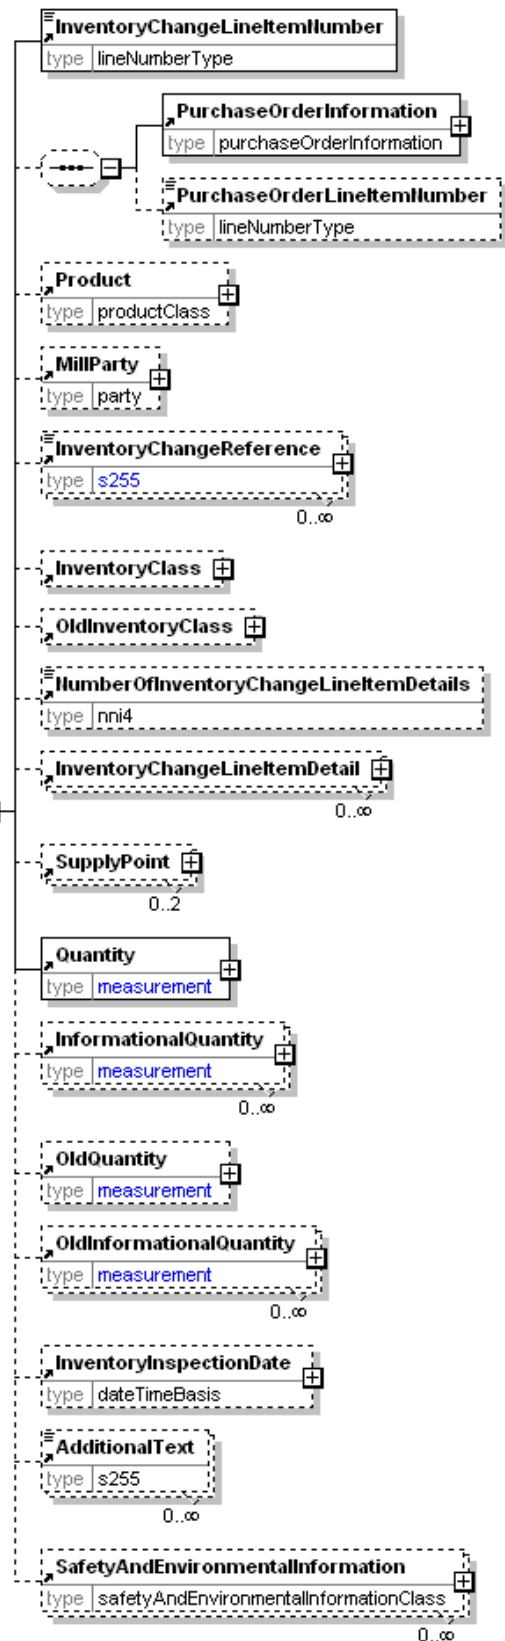 InventoryChangeLineItemNumber
type lineNumberType
PurchaseOrderInformation
type purchaseOrderInformation
PurchaseOrderLineItemNumber
type lineNumberType
Product
type productClass
MillParty
type party
InventoryChangeReference
type s255
0..∞
InventoryClass
OldInventoryClass
NumberOfInventoryChangeLineItemDetails
type nni4
InventoryChangeLineItemDetail
0..∞
SupplyPoint
0..2
Quantity
type measurement
InformationalQuantity
type measurement
0..∞
OldQuantity
type measurement
OldInformationalQuantity
type measurement
0..∞
InventoryInspectionDate
type dateTimeBasis
AdditionalText
type s255
0..∞
SafetyAndEnvironmentalInformation
type safetyAndEnvironmentalInformationClass
0..∞